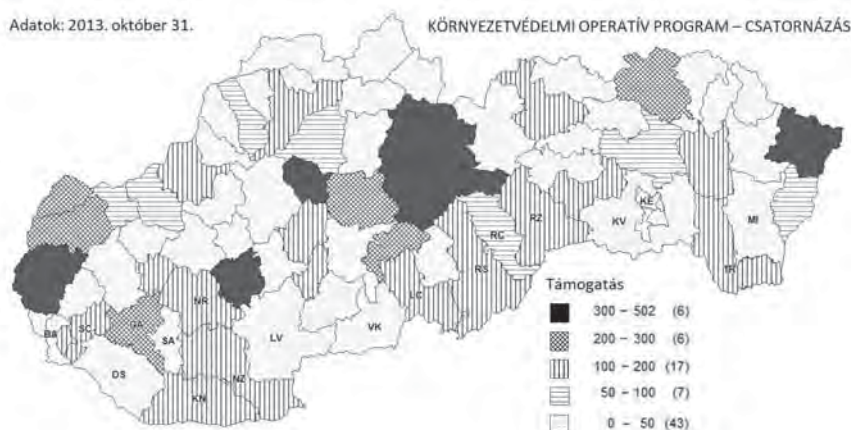 Adatok: 2013. október 31.
KÖRNYEZETVÉDELMI OPERATÍV PROGRAM – CSATORNÁZÁS
KE
KV
MI
RZ
RC
RS
TR
LC
NR
GA
SC
BA
SA
LV
VK
DS
NZ
KN
Támogatás
300 – 502 (6)
200 – 300 (6)
100 – 200 (17)
50 – 100 (7)
0 – 50 (43)